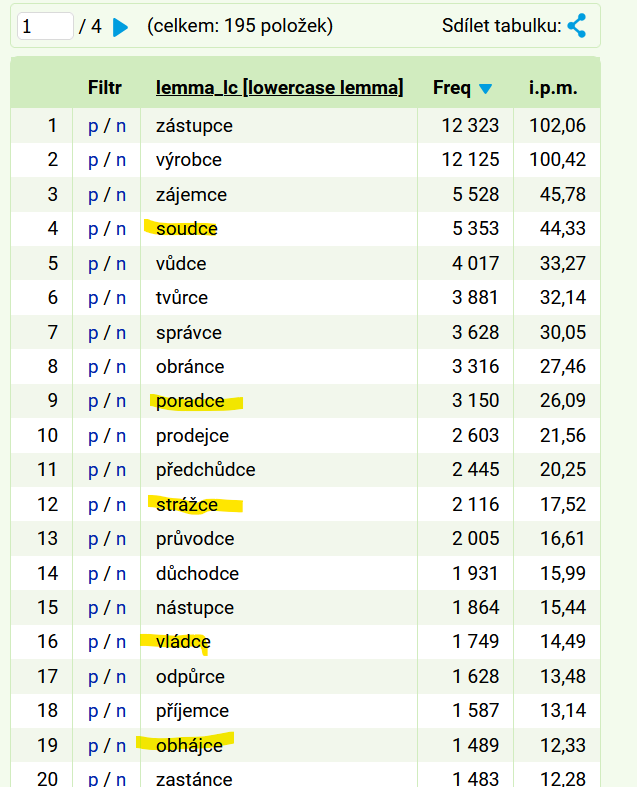 1 / 4 (celkem: 195 položek) Sdílet tabulku:
Filtr lemma_lc [lowercase lemma] Freq i.p.m.
1 p / n zástupce 12 323 102,06
2 p / n výrobce 12 125 100,42
3 p / n zájemce 5 528 45,78
4 p / n soudce 5 353 44,33
5 p / n vůdce 4 017 33,27
6 p / n tvůrce 3 881 32,14
7 p / n správce 3 628 30,05
8 p / n obránce 3 316 27,46
9 p / n poradce 3 150 26,09
10 p / n prodejce 2 603 21,56
11 p / n předchůdce 2 445 20,25
12 p / n strážce 2 116 17,52
13 p / n průvodce 2 005 16,61
14 p / n důchodce 1 931 15,99
15 p / n nástupce 1 864 15,44
16 p / n vládce 1 749 14,49
17 p / n odpůrce 1 628 13,48
18 p / n příjemce 1 587 13,14
19 p / n obhájce 1 489 12,33
20 p / n zastánce 1 483 12,28